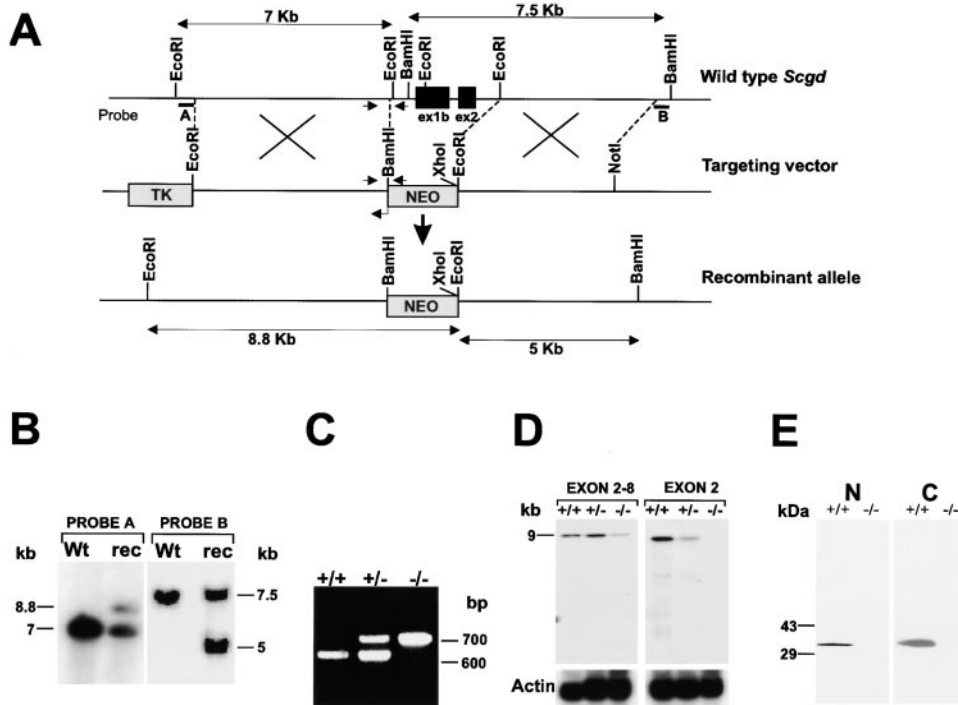 A
7 Kb
7.5 Kb
EcoRI
EcoRI
BamHI
EcoRI
EcoRI
BamHI
Wild type Scgd
Probe
A
ex1b
ex2
B
EcoRI
BamHI
XhoI
EcoRI
NotI
Targeting vector
TK
NEO
EcoRI
BamHI
XhoI
EcoRI
BamHI
Recombinant allele
NEO
8.8 Kb
5 Kb
B
PROBE A
PROBE B
kb
Wt
rec
Wt
rec
kb
8.8
7
7.5
5
C
+/+
+/-
-/-
bp
700
600
D
EXON 2-8
EXON 2
kb
+/+
+/-
-/-
+/+
+/-
-/-
9
Actin
E
N
C
kDa
+/+
-/-
+/+
-/-
43
29